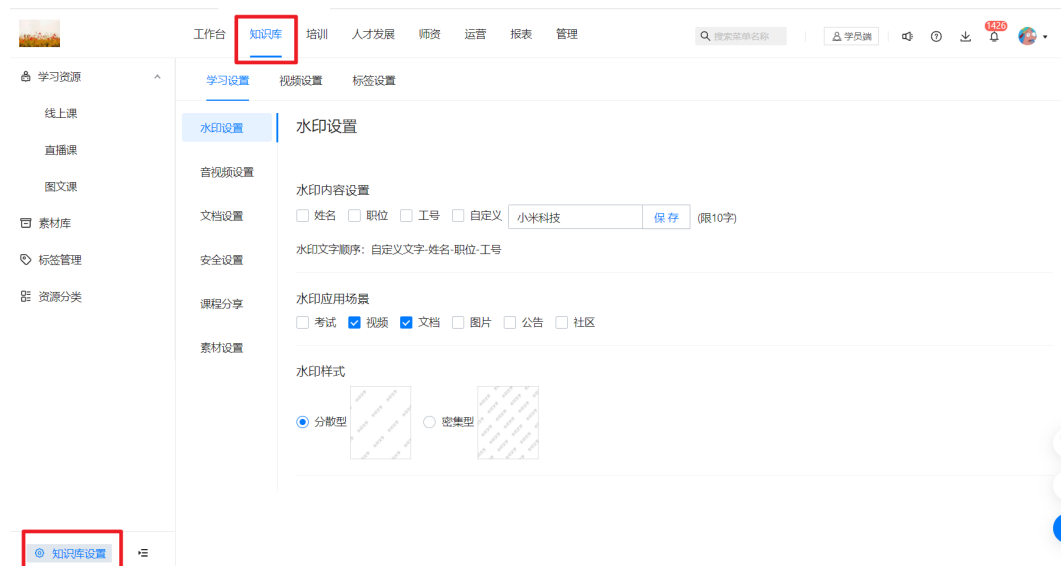 工作台 知识库 培训 人才发展 师资 运营 报表 管理 搜索菜单名称 学员端 1426
学习资源
线上课
直播课
图文课
素材库
标签管理
资源分类
知识库设置
学习设置 视频设置 标签设置
水印设置
音视频设置
文档设置
安全设置
课程分享
素材设置
水印设置
水印内容设置
姓名 职位 工号 自定义 小米科技 保存 (限10字)
水印文字顺序：自定义文字-姓名-职位-工号
水印应用场景
考试 视频 文档 图片 公告 社区
水印样式
分散型 密集型